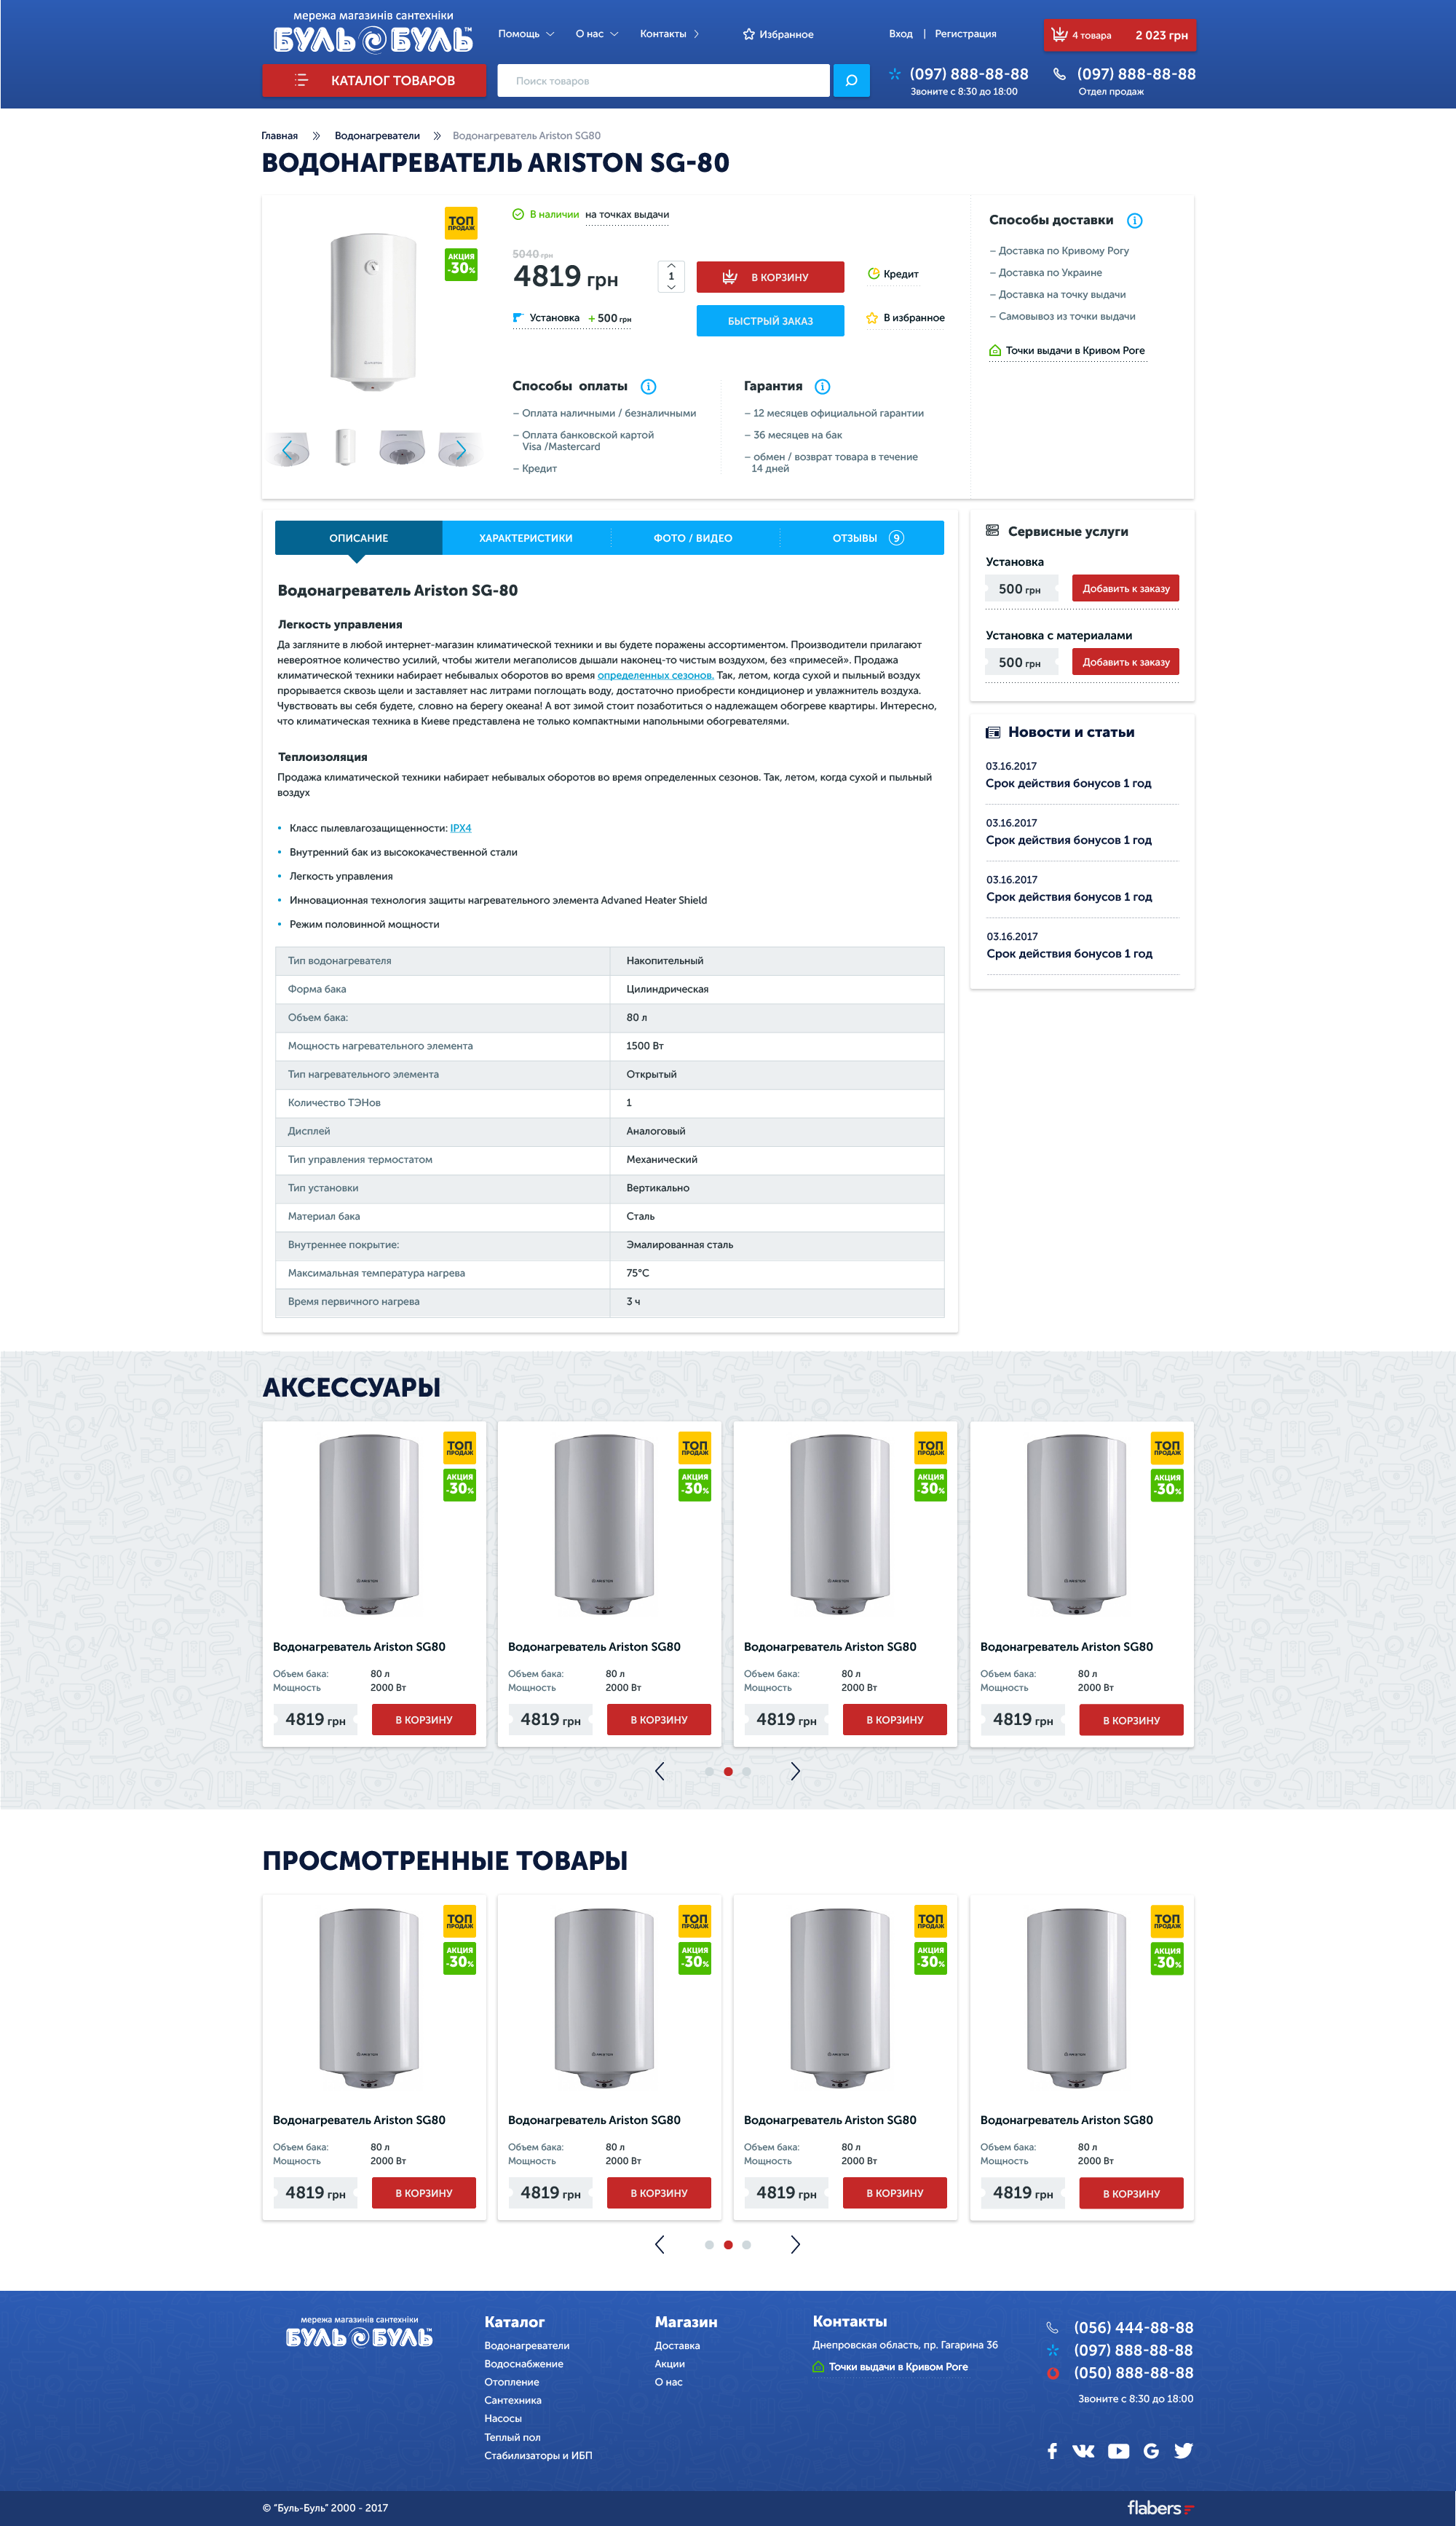 мережа магазинів сантехніки
БУЛЬ БУЛЬ™
Помощь
О нас
Контакты
Избранное
Вход | Регистрация
4 товара 2 023 грн
КАТАЛОГ ТОВАРОВ
Поиск товаров
(097) 888-88-88
Звоните с 8:30 до 18:00
(097) 888-88-88
Отдел продаж
Главная » Водонагреватели » Водонагреватель Ariston SG80
ВОДОНАГРЕВАТЕЛЬ ARISTON SG-80
ТОП
ПРОДАЖ
АКЦИЯ
-30%
В наличии на точках выдачи
5040 грн
4819 грн
1
В КОРЗИНУ
Кредит
Установка + 500 грн
БЫСТРЫЙ ЗАКАЗ
В избранное
Способы оплаты
– Оплата наличными / безналичными
– Оплата банковской картой
Visa /Mastercard
– Кредит
Гарантия
– 12 месяцев официальной гарантии
– 36 месяцев на бак
– обмен / возврат товара в течение
14 дней
Способы доставки
– Доставка по Кривому Рогу
– Доставка по Украине
– Доставка на точку выдачи
– Самовывоз из точки выдачи
Точки выдачи в Кривом Роге
ОПИСАНИЕ
ХАРАКТЕРИСТИКИ
ФОТО / ВИДЕО
ОТЗЫВЫ 9
Водонагреватель Ariston SG-80
Легкость управления
Да загляните в любой интернет-магазин климатической техники и вы будете поражены ассортиментом. Производители прилагают
невероятное количество усилий, чтобы жители мегаполисов дышали наконец-то чистым воздухом, без «примесей». Продажа
климатической техники набирает небывалых оборотов во время определенных сезонов. Так, летом, когда сухой и пыльный воздух
прорывается сквозь щели и заставляет нас литрами поглощать воду, достаточно приобрести кондиционер и увлажнитель воздуха.
Чувствовать вы себя будете, словно на берегу океана! А вот зимой стоит позаботиться о надлежащем обогреве квартиры. Интересно,
что климатическая техника в Киеве представлена не только компактными напольными обогревателями.
Теплоизоляция
Продажа климатической техники набирает небывалых оборотов во время определенных сезонов. Так, летом, когда сухой и пыльный
воздух
Класс пылевлагозащищенности: IPX4
Внутренний бак из высококачественной стали
Легкость управления
Инновационная технология защиты нагревательного элемента Advaned Heater Shield
Режим половинной мощности
Тип водонагревателя Накопительный
Форма бака Цилиндрическая
Объем бака: 80 л
Мощность нагревательного элемента 1500 Вт
Тип нагревательного элемента Открытый
Количество ТЭНов 1
Дисплей Аналоговый
Тип управления термостатом Механический
Тип установки Вертикально
Материал бака Сталь
Внутреннее покрытие: Эмалированная сталь
Максимальная температура нагрева 75°C
Время первичного нагрева 3 ч
Сервисные услуги
Установка
500 грн Добавить к заказу
Установка с материалами
500 грн Добавить к заказу
Новости и статьи
03.16.2017
Срок действия бонусов 1 год
03.16.2017
Срок действия бонусов 1 год
03.16.2017
Срок действия бонусов 1 год
03.16.2017
Срок действия бонусов 1 год
АКСЕССУАРЫ
ТОП
ПРОДАЖ
АКЦИЯ
-30%
ARISTON
Водонагреватель Ariston SG80
Объем бака: 80 л
Мощность 2000 Вт
4819 грн В КОРЗИНУ
ТОП
ПРОДАЖ
АКЦИЯ
-30%
ARISTON
Водонагреватель Ariston SG80
Объем бака: 80 л
Мощность 2000 Вт
4819 грн В КОРЗИНУ
ТОП
ПРОДАЖ
АКЦИЯ
-30%
ARISTON
Водонагреватель Ariston SG80
Объем бака: 80 л
Мощность 2000 Вт
4819 грн В КОРЗИНУ
ТОП
ПРОДАЖ
АКЦИЯ
-30%
ARISTON
Водонагреватель Ariston SG80
Объем бака: 80 л
Мощность 2000 Вт
4819 грн В КОРЗИНУ
ПРОСМОТРЕННЫЕ ТОВАРЫ
ТОП
ПРОДАЖ
АКЦИЯ
-30%
ARISTON
Водонагреватель Ariston SG80
Объем бака: 80 л
Мощность 2000 Вт
4819 грн В КОРЗИНУ
ТОП
ПРОДАЖ
АКЦИЯ
-30%
ARISTON
Водонагреватель Ariston SG80
Объем бака: 80 л
Мощность 2000 Вт
4819 грн В КОРЗИНУ
ТОП
ПРОДАЖ
АКЦИЯ
-30%
ARISTON
Водонагреватель Ariston SG80
Объем бака: 80 л
Мощность 2000 Вт
4819 грн В КОРЗИНУ
ТОП
ПРОДАЖ
АКЦИЯ
-30%
ARISTON
Водонагреватель Ariston SG80
Объем бака: 80 л
Мощность 2000 Вт
4819 грн В КОРЗИНУ
мережа магазинів сантехніки
БУЛЬ БУЛЬ™
Каталог
Водонагреватели
Водоснабжение
Отопление
Сантехника
Насосы
Теплый пол
Стабилизаторы и ИБП
Магазин
Доставка
Акции
О нас
Контакты
Днепровская область, пр. Гагарина 36
Точки выдачи в Кривом Роге
(056) 444-88-88
(097) 888-88-88
(050) 888-88-88
Звоните с 8:30 до 18:00
© “Буль-Буль” 2000 - 2017
flabers